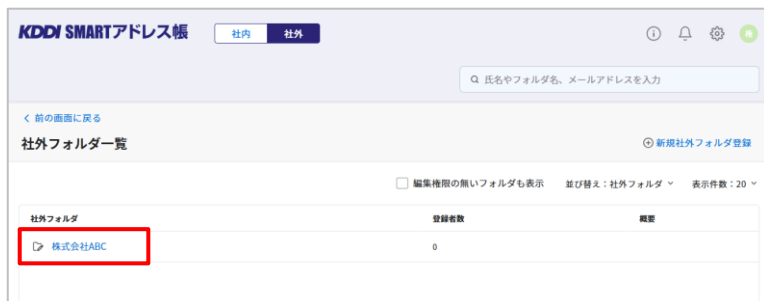 KDDI SMARTアドレス帳 社内 社外
氏名やフォルダ名、メールアドレスを入力
前の画面に戻る
社外フォルダ一覧 新規社外フォルダ登録
編集権限の無いフォルダも表示 並び替え：社外フォルダ 表示件数：20
社外フォルダ 登録者数 概要
株式会社ABC 0